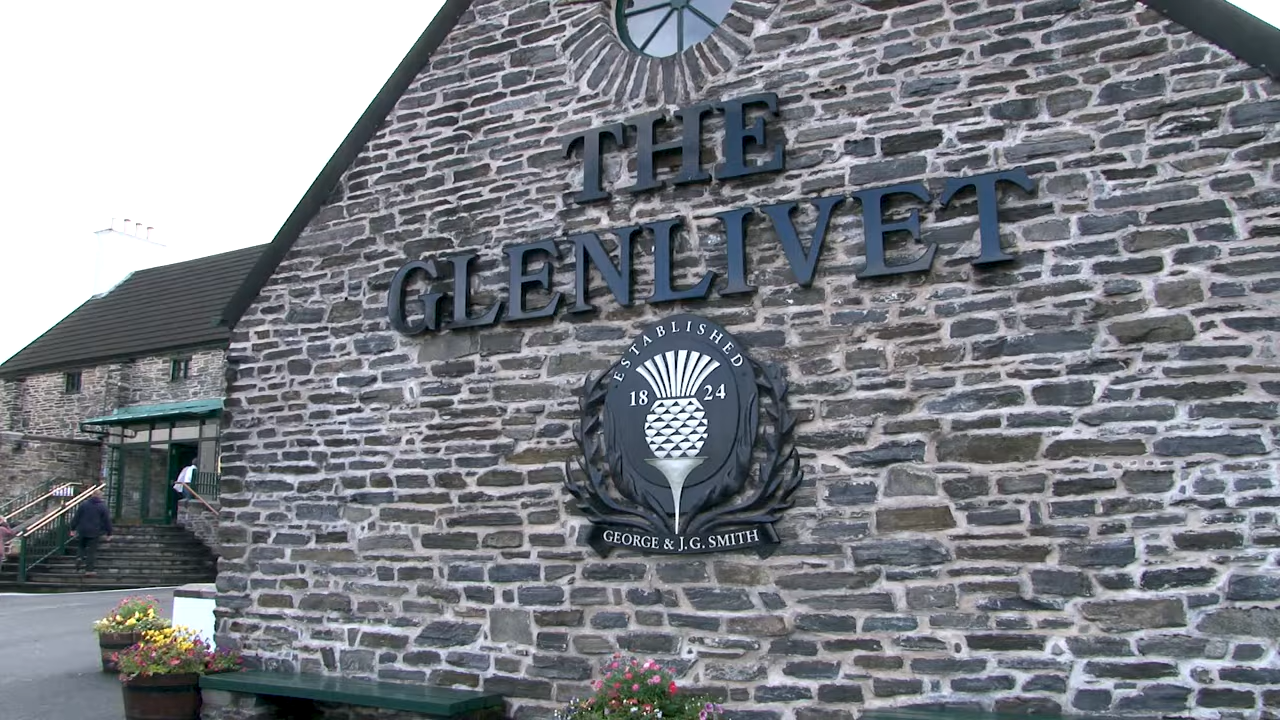 THE
GLENLIVET
ESTABLISHED
18 24
GEORGE & J.G. SMITH